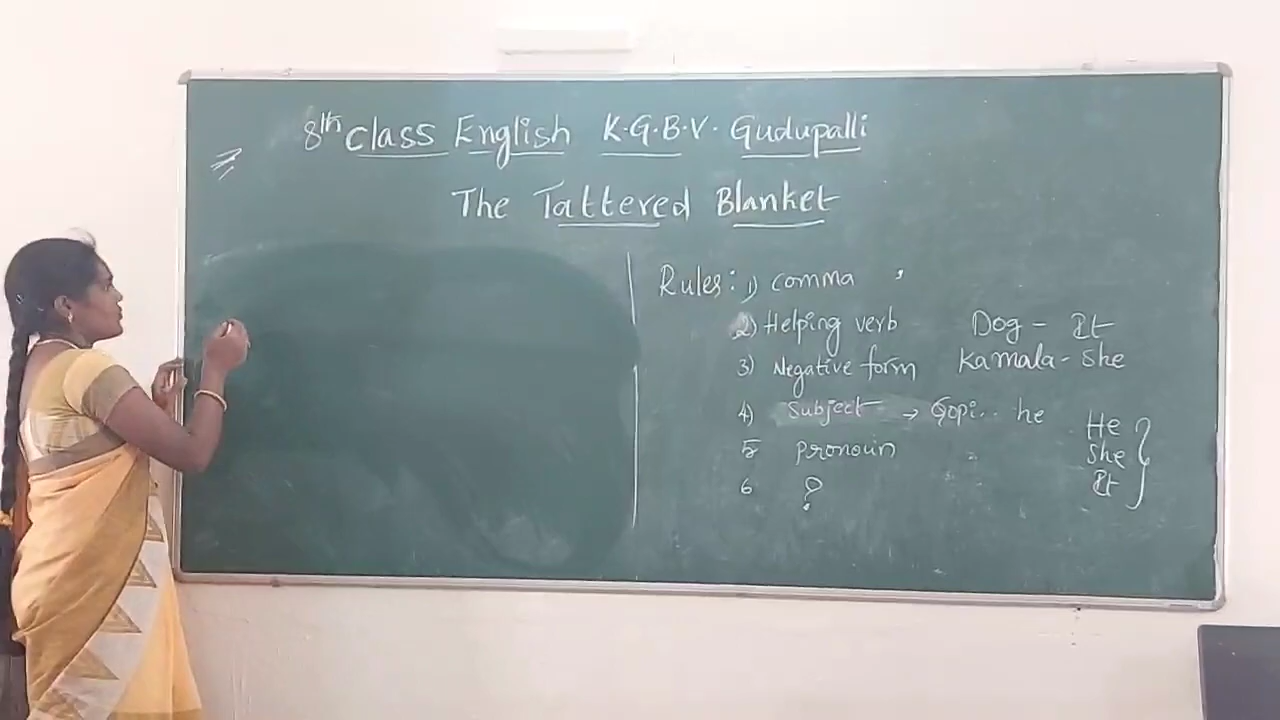 8th Class English K.G.B.V. Gudupalli
The Tattered Blanket
Rules: 1) comma ,
2) Helping verb Dog - It
3) Negative form Kamala - She
4) Subject → Gopi.. he
He
5 pronoun
She
6 ?
It